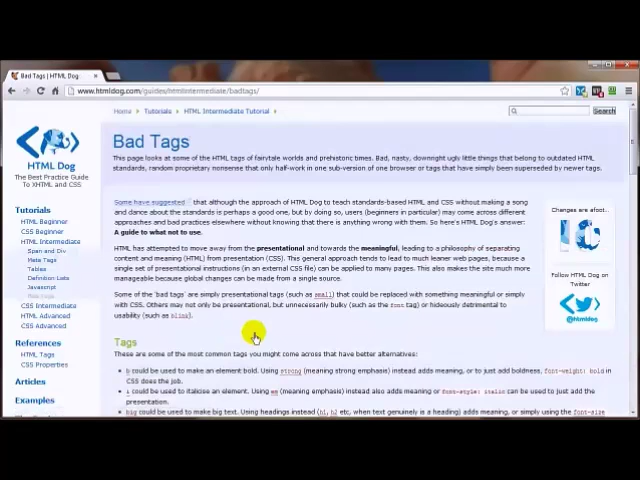 Bad Tags | HTML Dog
www.htmldog.com/guides/htmlintermediate/badtags/
Home › Tutorials › HTML Intermediate Tutorial ›
Search
HTML Dog
The Best Practice Guide
To XHTML and CSS
Tutorials
HTML Beginner
CSS Beginner
HTML Intermediate
Span and Div
Meta Tags
Tables
Definition Lists
Javascript
Bad Tags
CSS Intermediate
HTML Advanced
CSS Advanced
References
HTML Tags
CSS Properties
Articles
Examples
Bad Tags
This page looks at some of the HTML tags of fairytale worlds and prehistoric times. Bad, nasty, downright ugly little things that belong to outdated HTML
standards, random proprietary nonsense that only half-work in one sub-version of one browser or tags that have simply been superseded by newer tags.
Some have suggested that although the approach of HTML Dog to teach standards-based HTML and CSS without making a song
and dance about the standards is perhaps a good one, but by doing so, users (beginners in particular) may come across different
approaches and bad practices elsewhere without knowing that there is anything wrong with them. So here's HTML Dog's answer:
A guide to what not to use.
HTML has attempted to move away from the presentational and towards the meaningful, leading to a philosophy of separating
content and meaning (HTML) from presentation (CSS). This general approach tends to lead to much leaner web pages, because a
single set of presentational instructions (in an external CSS file) can be applied to many pages. This also makes the site much more
manageable because global changes are much easier to make.
Some of the 'bad tags' are simply presentational tags (such as small) that could be replaced with something meaningful or simply
with CSS. Others may not only be presentational, but unnecessarily bulky (such as the font tag) or hideously detrimental to
usability (such as blink).
Tags
These are some of the most common tags you might come across that have better alternatives:
• b could be used to make an element bold. Using strong (meaning strong emphasis) instead adds meaning, or to just add boldness, font-weight: bold in
CSS does the job.
• i could be used to italicise an element. Using em (meaning emphasis) instead also adds meaning or font-style: italic can be used to just add the
presentation.
• big could be used to make big text. Using headings instead (h1, h2 etc, when text genuinely is a heading) adds meaning, or simply using the font-size
Changes are afoot...
Follow HTML Dog on
Twitter
@htmldog